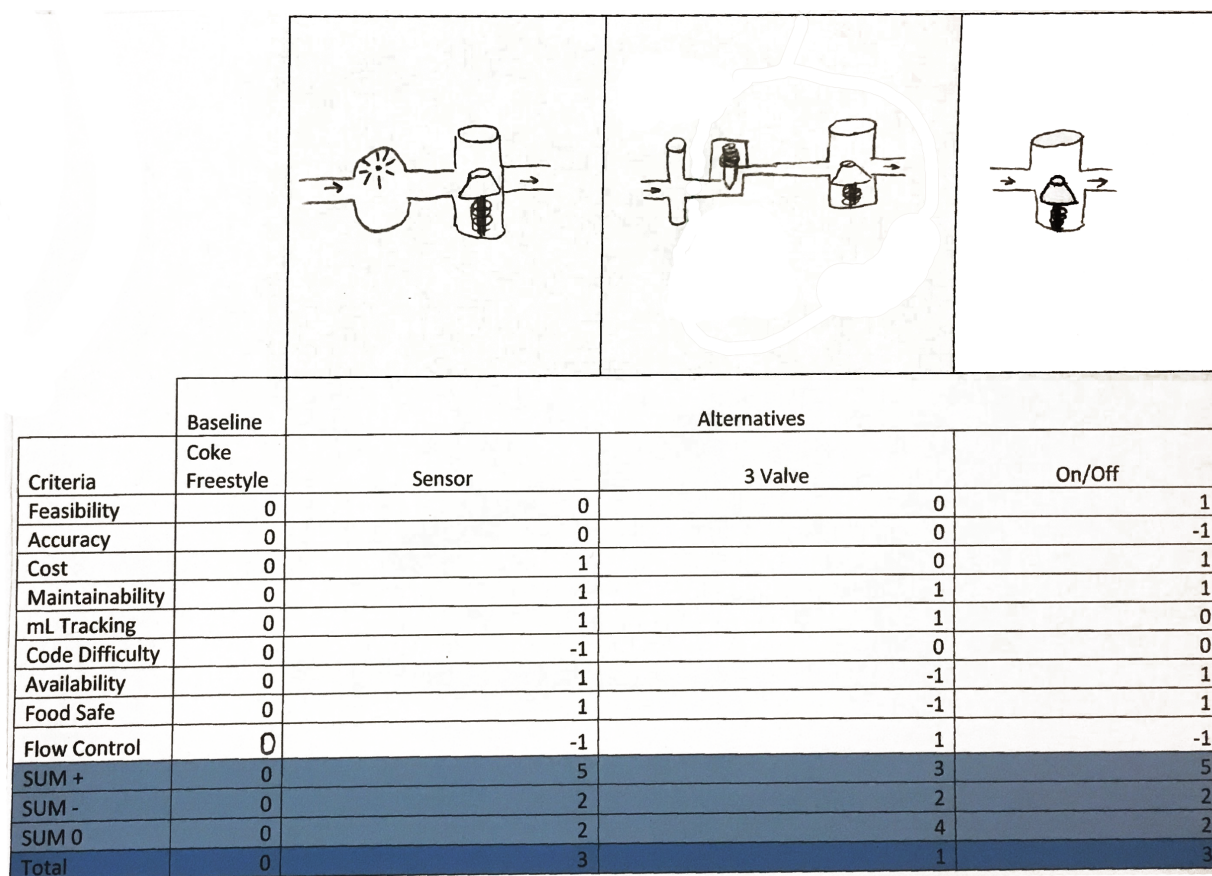 Baseline Alternatives
Criteria Coke Freestyle Sensor 3 Valve On/Off
Feasibility 0 0 0 1
Accuracy 0 0 0 -1
Cost 0 1 0 1
Maintainability 0 1 1 1
mL Tracking 0 1 1 0
Code Difficulty 0 -1 0 0
Availability 0 1 -1 1
Food Safe 0 1 -1 1
Flow Control 0 -1 1 -1
SUM + 0 5 3 5
SUM - 0 2 2 2
SUM 0 0 2 4 2
Total 0 3 1 3